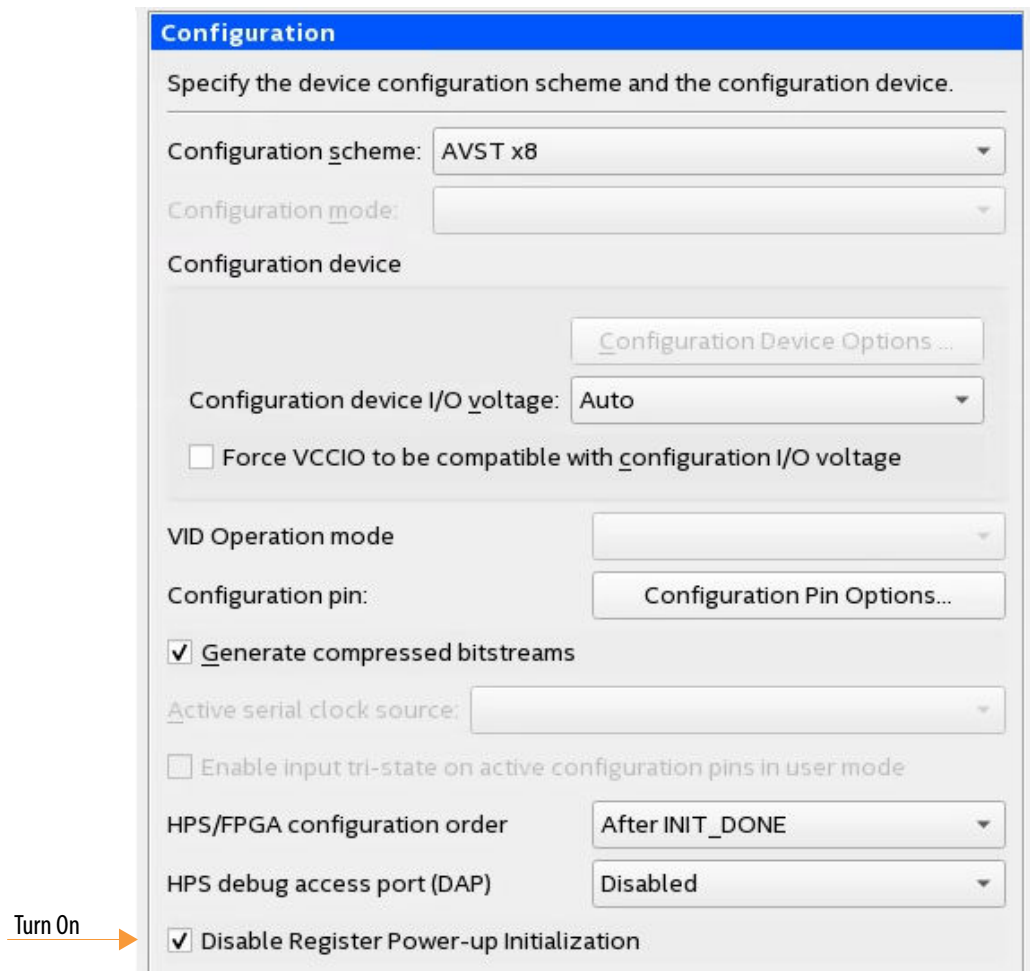 Configuration
Specify the device configuration scheme and the configuration device.
Configuration scheme: AVST x8
Configuration mode:
Configuration device
Configuration Device Options ...
Configuration device I/O voltage: Auto
Force VCCIO to be compatible with configuration I/O voltage
VID Operation mode
Configuration pin: Configuration Pin Options...
Generate compressed bitstreams
Active serial clock source:
Enable input tri-state on active configuration pins in user mode
HPS/FPGA configuration order After INIT_DONE
HPS debug access port (DAP) Disabled
Turn On Disable Register Power-up Initialization